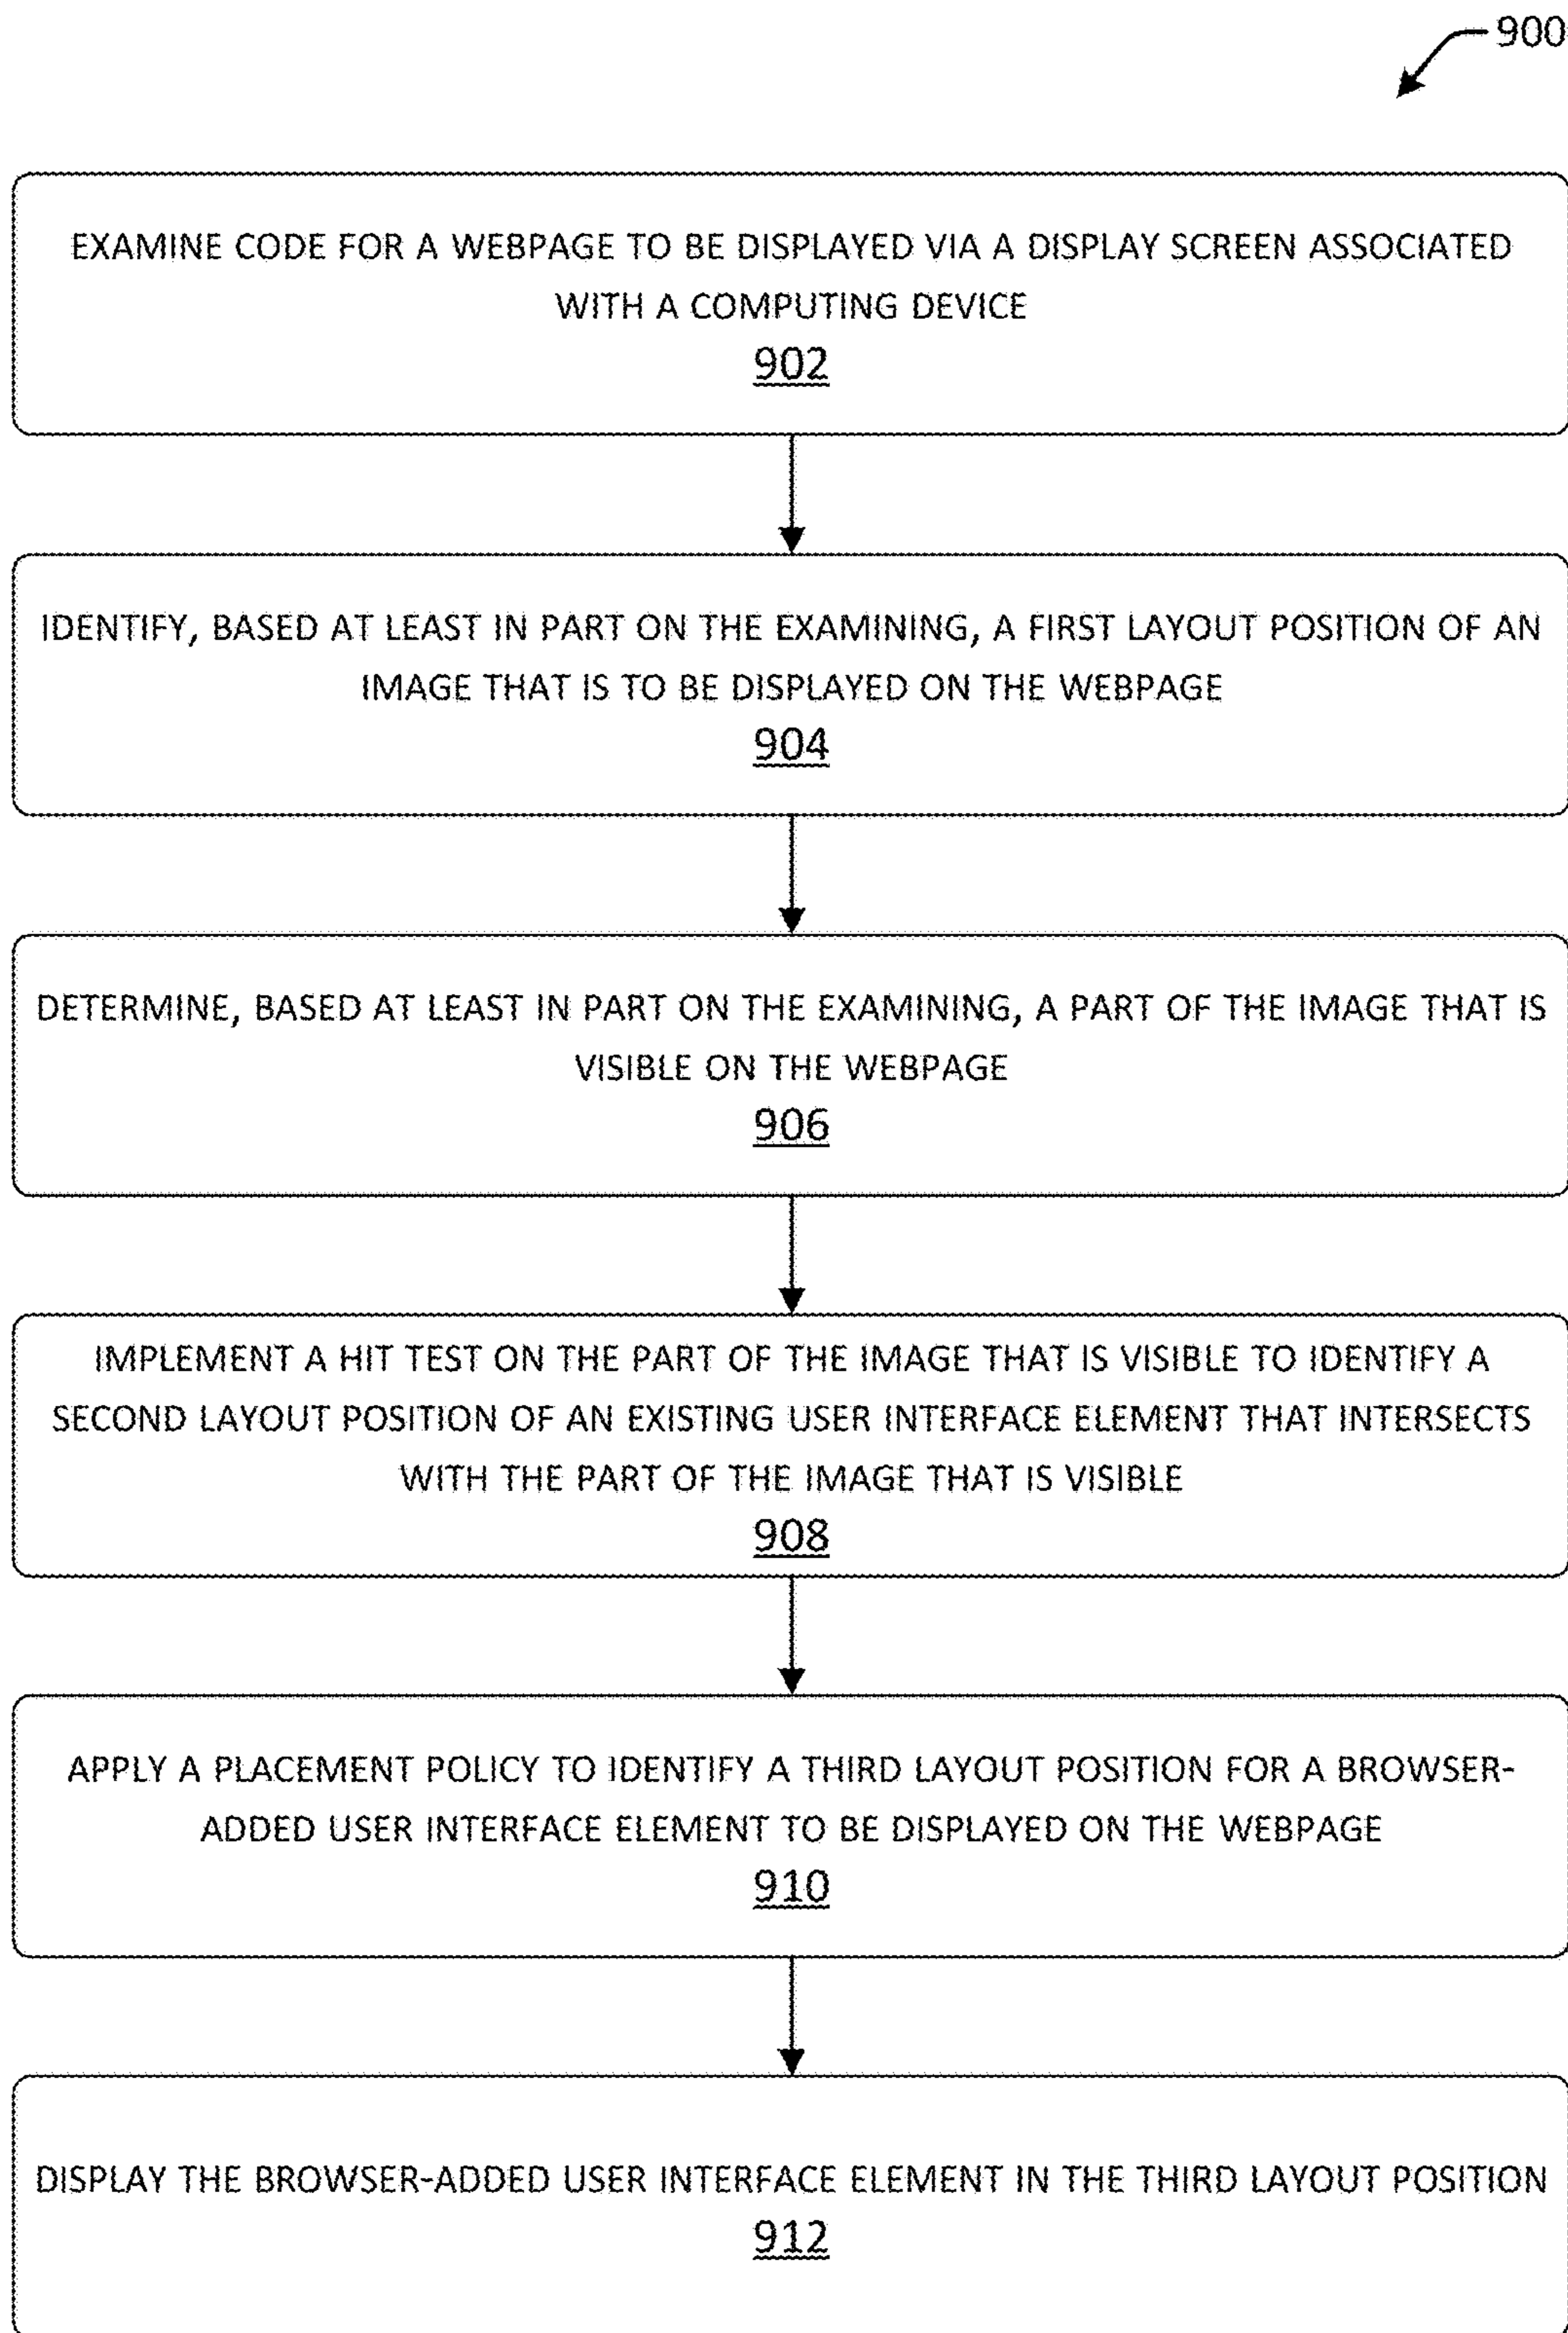 900
EXAMINE CODE FOR A WEBPAGE TO BE DISPLAYED VIA A DISPLAY SCREEN ASSOCIATED
WITH A COMPUTING DEVICE
902
IDENTIFY, BASED AT LEAST IN PART ON THE EXAMINING, A FIRST LAYOUT POSITION OF AN
IMAGE THAT IS TO BE DISPLAYED ON THE WEBPAGE
904
DETERMINE, BASED AT LEAST IN PART ON THE EXAMINING, A PART OF THE IMAGE THAT IS
VISIBLE ON THE WEBPAGE
906
IMPLEMENT A HIT TEST ON THE PART OF THE IMAGE THAT IS VISIBLE TO IDENTIFY A
SECOND LAYOUT POSITION OF AN EXISTING USER INTERFACE ELEMENT THAT INTERSECTS
WITH THE PART OF THE IMAGE THAT IS VISIBLE
908
APPLY A PLACEMENT POLICY TO IDENTIFY A THIRD LAYOUT POSITION FOR A BROWSER-
ADDED USER INTERFACE ELEMENT TO BE DISPLAYED ON THE WEBPAGE
910
DISPLAY THE BROWSER-ADDED USER INTERFACE ELEMENT IN THE THIRD LAYOUT POSITION
912